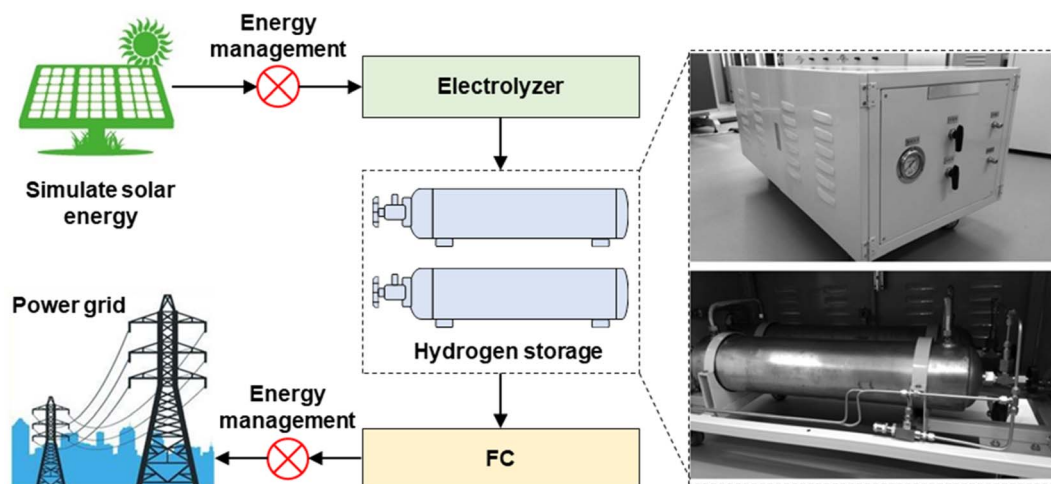 Energy
management
Electrolyzer
Simulate solar
energy
Hydrogen storage
Power grid
Energy
management
FC